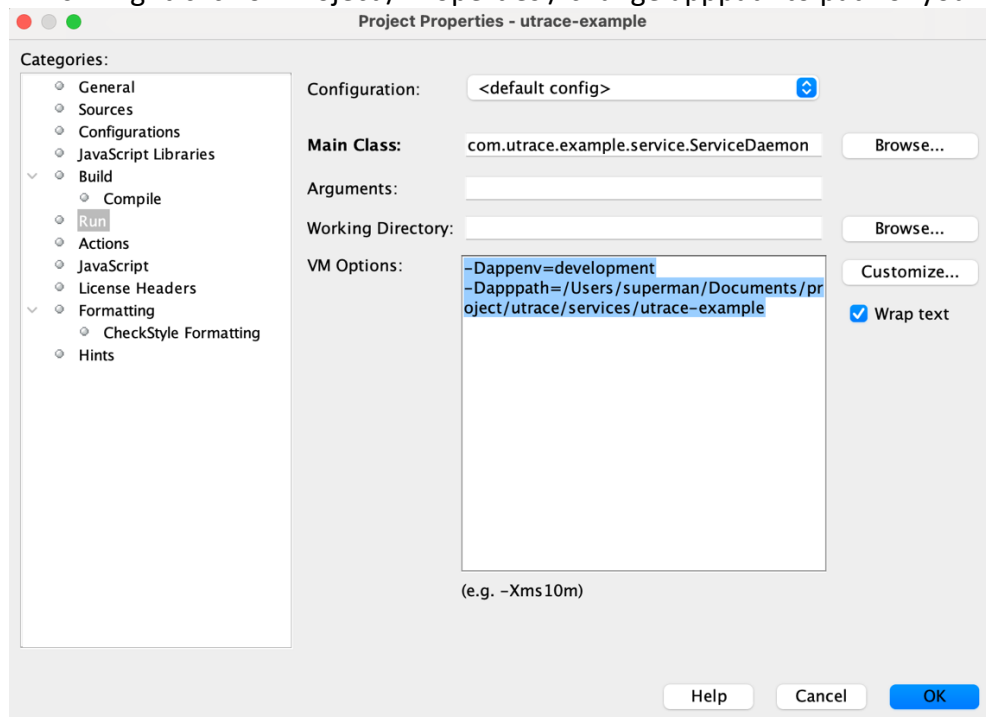 Project Properties - utrace-example
Categories:
General
Sources
Configurations
JavaScript Libraries
Build
Compile
Run
Actions
JavaScript
License Headers
Formatting
CheckStyle Formatting
Hints
Configuration:
<default config>
Main Class:
com.utrace.example.service.ServiceDaemon
Browse...
Arguments:
Working Directory:
Browse...
VM Options:
-Dappenv=development
-Dapppath=/Users/superman/Documents/pr
oject/utrace/services/utrace-example
Customize...
Wrap text
(e.g. -Xms10m)
Help
Cancel
OK